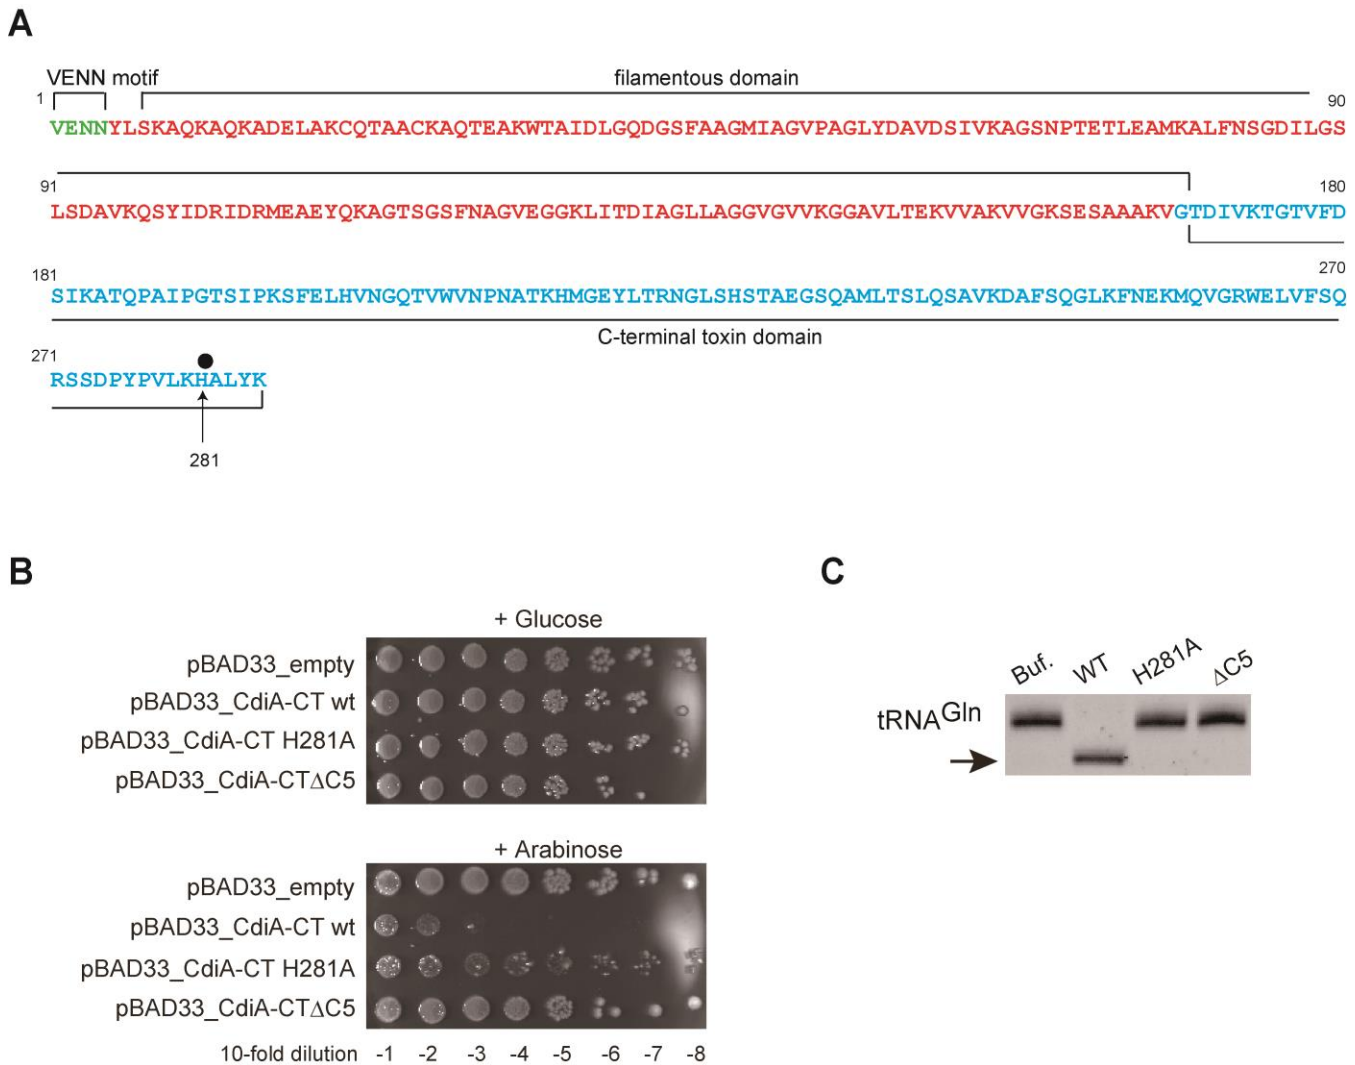 A
VENN motif filamentous domain
1 90
VENNYLSKAQKAQKADELAKCQTAACKAQTEAKWTAIDLGQDGSFAAGMIAGVPAGLYDAVDSIVKAGSNPTETLEAMKALFNSGDILGS
91 180
LSDAVKQSYIDRIDRMEAEYQKAGTSGSFNAGVEGGKLITDIAGLLAGGVGVVKGGAVLTEKVVAKVVGKSESAAAKVGTDIVKTGTVFD
181 270
SIKATQPAIPGTSIPKSFELHVNGQTVWVNPNATKHMGEYLTRNGLSHSTAEGSQAMLTSLQSAVKDAFSQGLKFNEKMQVGRWELVFSQ
C-terminal toxin domain
271
RSSDPYPVLKHALYK
281
B
+ Glucose
pBAD33_empty
pBAD33_CdiA-CT wt
pBAD33_CdiA-CT H281A
pBAD33_CdiA-CTΔC5
+ Arabinose
pBAD33_empty
pBAD33_CdiA-CT wt
pBAD33_CdiA-CT H281A
pBAD33_CdiA-CTΔC5
10-fold dilution -1 -2 -3 -4 -5 -6 -7 -8
C
Buf. WT H281A ΔC5
tRNAGln